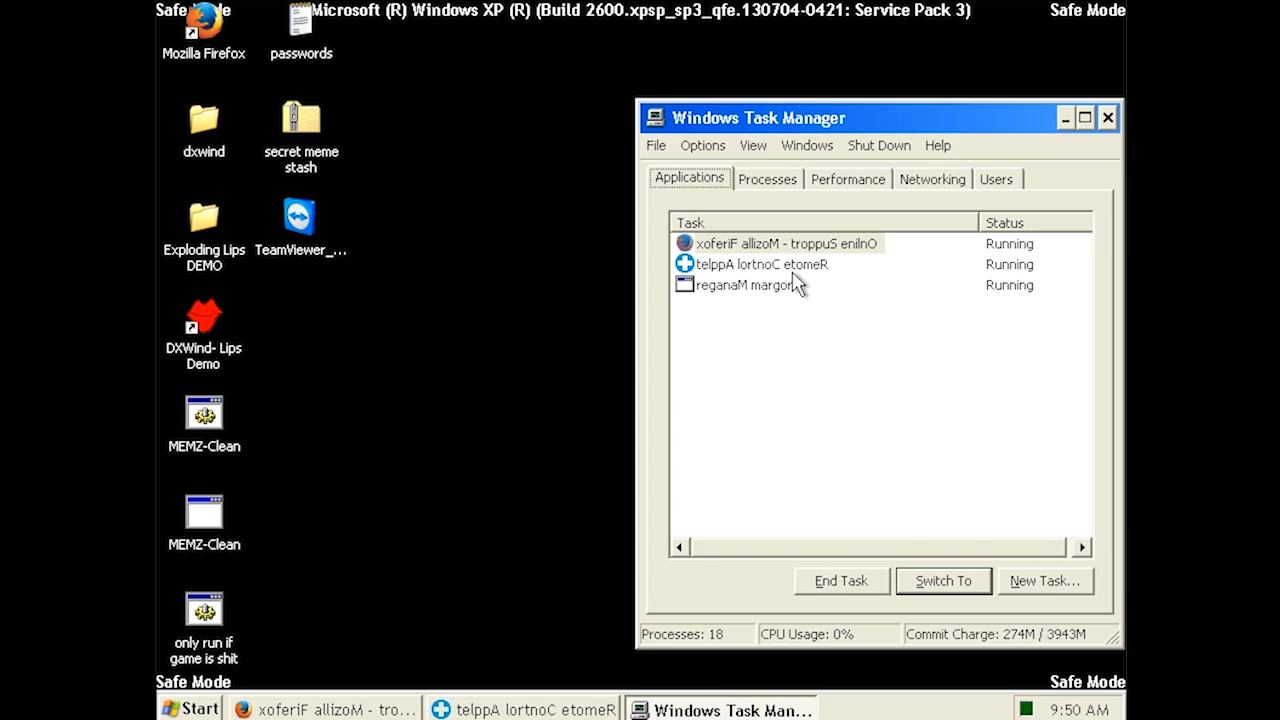 Safe Mode
Microsoft (R) Windows XP (R) (Build 2600.xpsp_sp3_qfe.130704-0421: Service Pack 3)
Safe Mode
Mozilla Firefox
passwords
dxwind
secret meme
stash
Exploding Lips
DEMO
TeamViewer_...
DXWind- Lips
Demo
MEMZ-Clean
MEMZ-Clean
only run if
game is shit
Windows Task Manager
File Options View Windows Shut Down Help
Applications Processes Performance Networking Users
Task Status
xoferiF allizoM - troppuS enilnO Running
telppA lortnoC etomeR Running
reganaM margor Running
End Task Switch To New Task...
Processes: 18 CPU Usage: 0% Commit Charge: 274M / 3943M
Safe Mode
Safe Mode
Start
xoferiF allizoM - tro...
telppA lortnoC etomeR
Windows Task Man...
9:50 AM